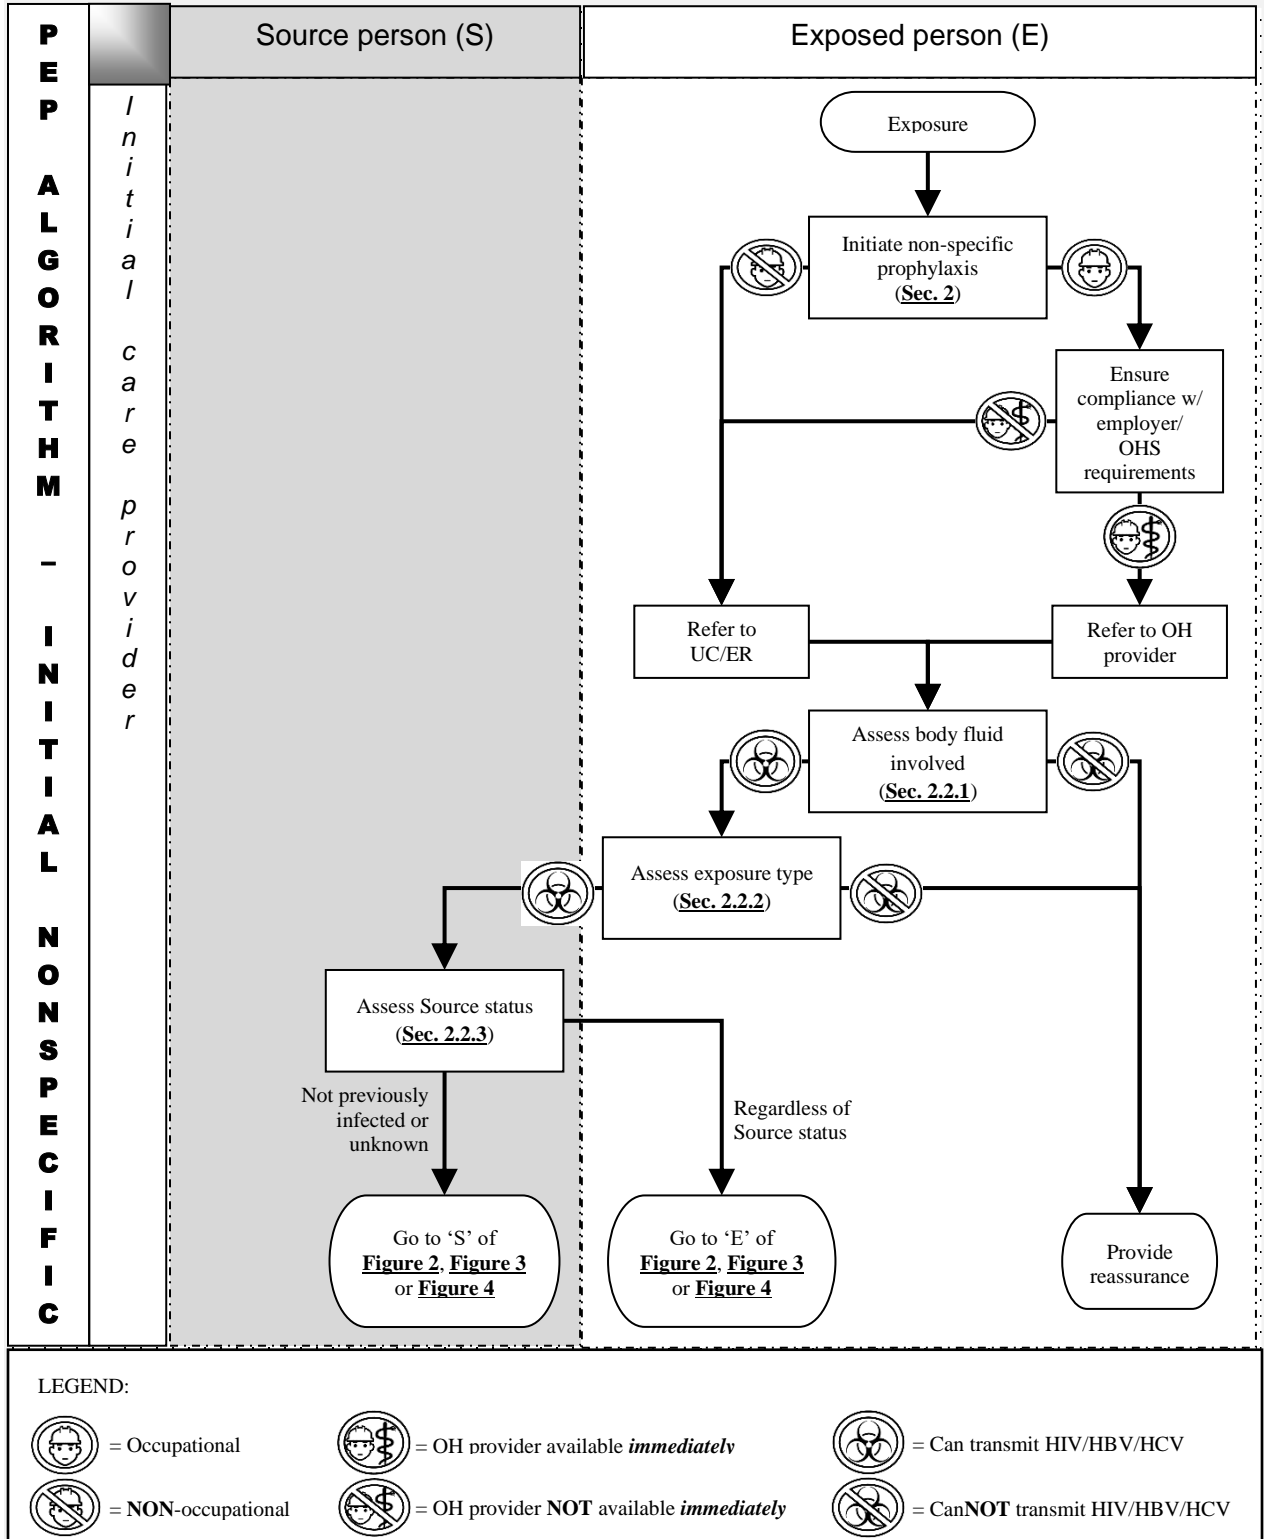 PEP ALGORITHM – INITIAL NONSPECIFIC
Initial care provider
Source person (S)
Exposed person (E)
Exposure
Initiate non-specific
prophylaxis
(Sec. 2)
Ensure
compliance w/
employer/
OHS
requirements
Refer to
UC/ER
Refer to OH
provider
Assess body fluid
involved
(Sec. 2.2.1)
Assess exposure type
(Sec. 2.2.2)
Assess Source status
(Sec. 2.2.3)
Not previously
infected or
unknown
Regardless of
Source status
Go to ‘S’ of
Figure 2, Figure 3
or Figure 4
Go to ‘E’ of
Figure 2, Figure 3
or Figure 4
Provide
reassurance
LEGEND:
= Occupational
= OH provider available immediately
= Can transmit HIV/HBV/HCV
= NON-occupational
= OH provider NOT available immediately
= CanNOT transmit HIV/HBV/HCV